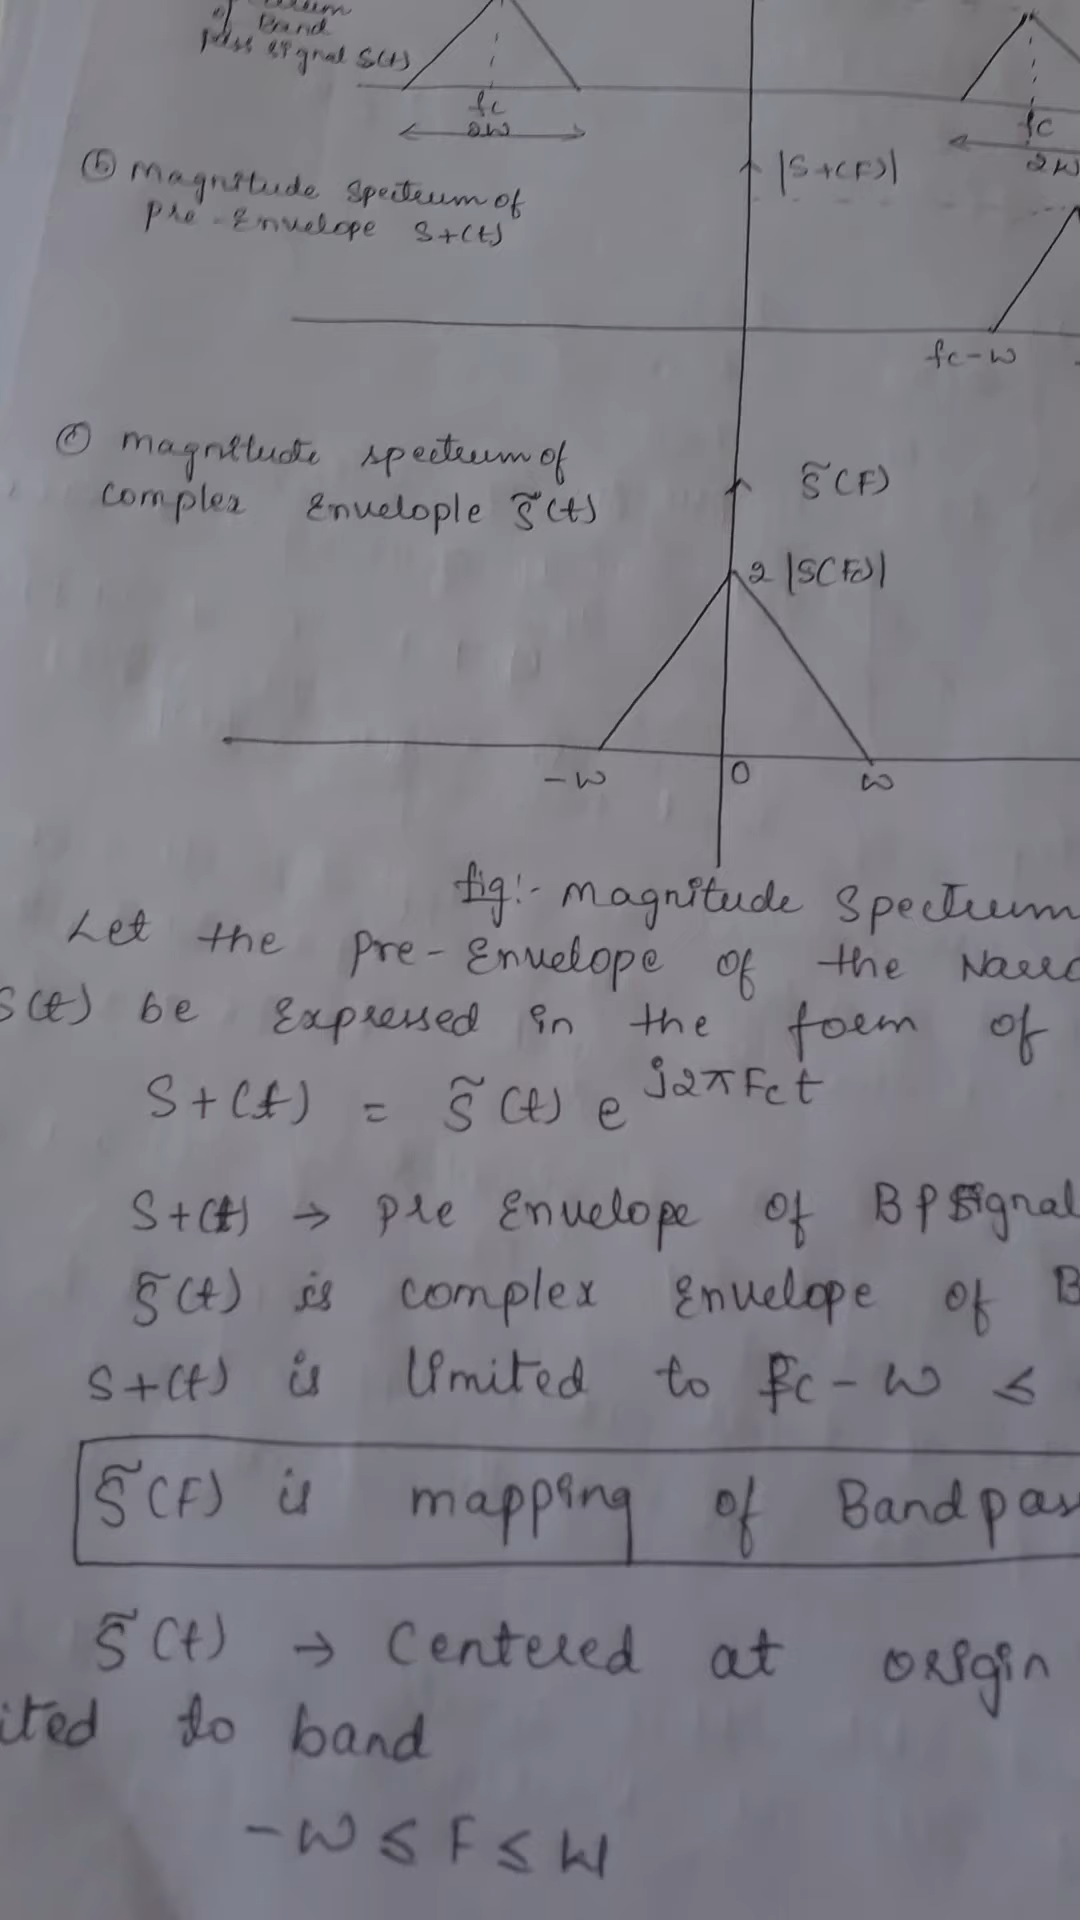 of Band
pass signal S(t)
fc
2W
fc
2W
(b) Magnitude spectrum of
pre-Envelope S+(t)
|S+(F)|
fc-W
(c) Magnitude spectrum of
complex Envelople S̃(t)
S̃(F)
2|S(Fc)|
-W
0
W
fig:- Magnitude Spectrum
Let the pre-Envelope of the
S(t) be Expressed in the form of
S+(t) = S̃(t) e^j2πFct
S+(t) → pre Envelope of BP Signal
S̃(t) is complex Envelope of B
S+(t) is limited to Fc-W ≤
S̃(F) is mapping of Bandpas
S̃(t) → Centered at origin
ited to band
-W ≤ F ≤ W